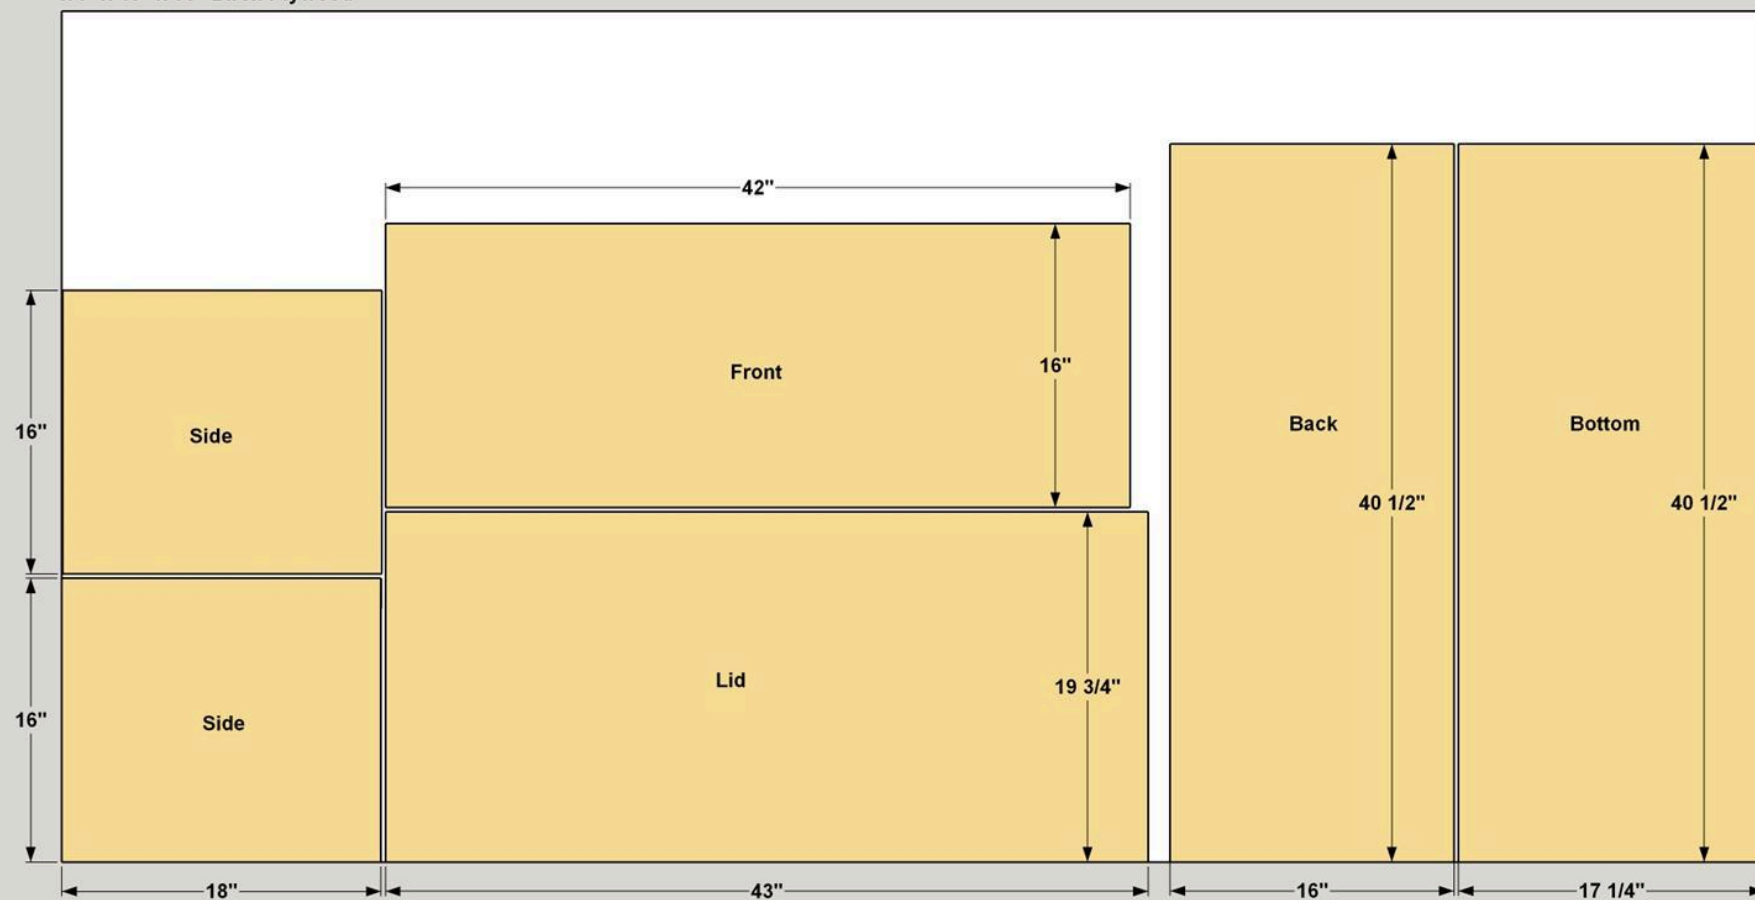 42"
16"
Front
16"
Side
Back
Bottom
40 1/2"
40 1/2"
Lid
19 3/4"
16"
Side
18"
43"
16"
17 1/4"